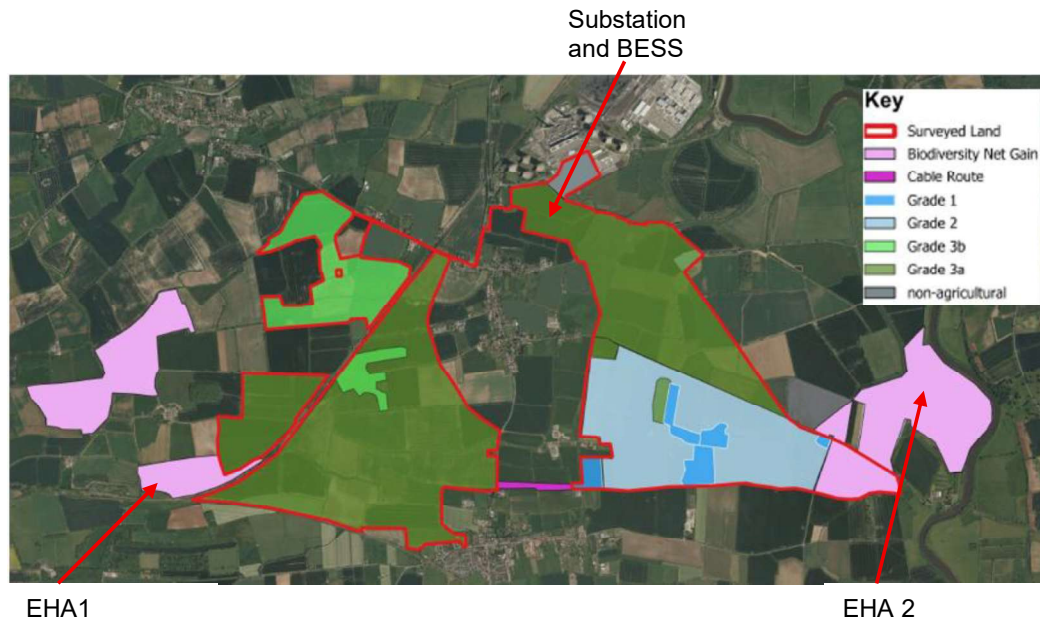 Substation
and BESS
Key
Surveyed Land
Biodiversity Net Gain
Cable Route
Grade 1
Grade 2
Grade 3b
Grade 3a
non-agricultural
EHA1
EHA 2